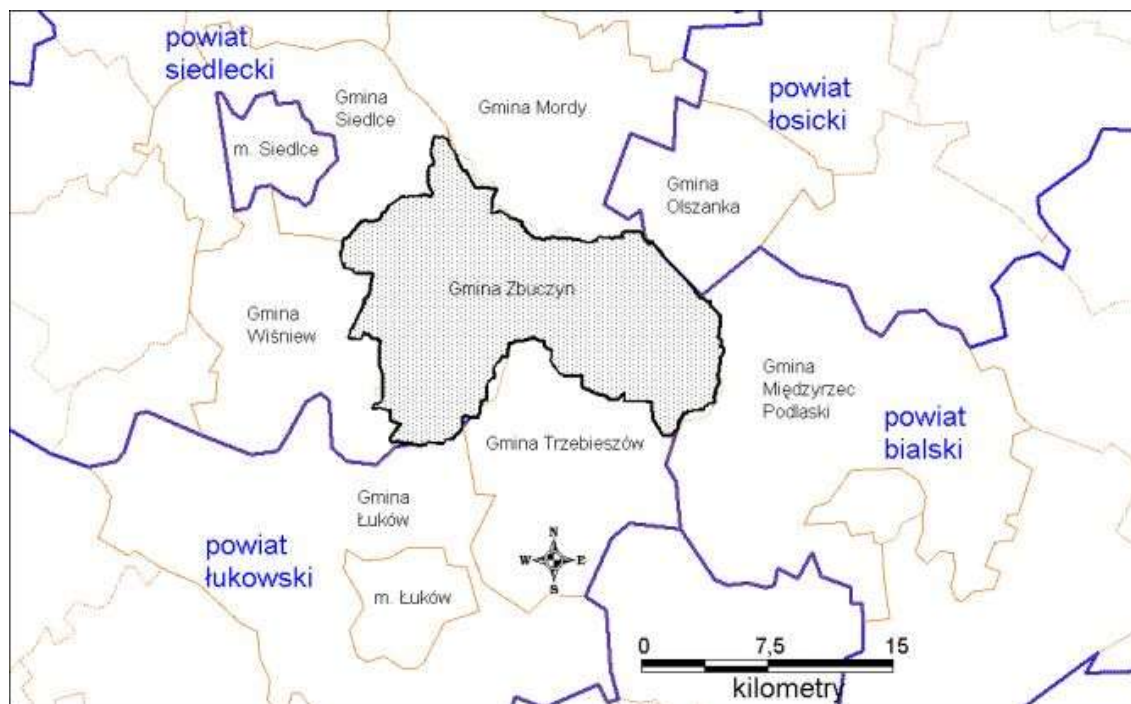 powiat
siedlecki
Gmina
Siedlce
Gmina Mordy
powiat
łosicki
m. Siedlce
Gmina
Olszanka
Gmina Zbuczyn
Gmina
Wiśniew
Gmina
Międzyrzec
Podlaski
powiat
bialski
Gmina Trzebieszów
Gmina
Łuków
powiat
łukowski
m. Łuków
N
W E
S
0 7,5 15
kilometry